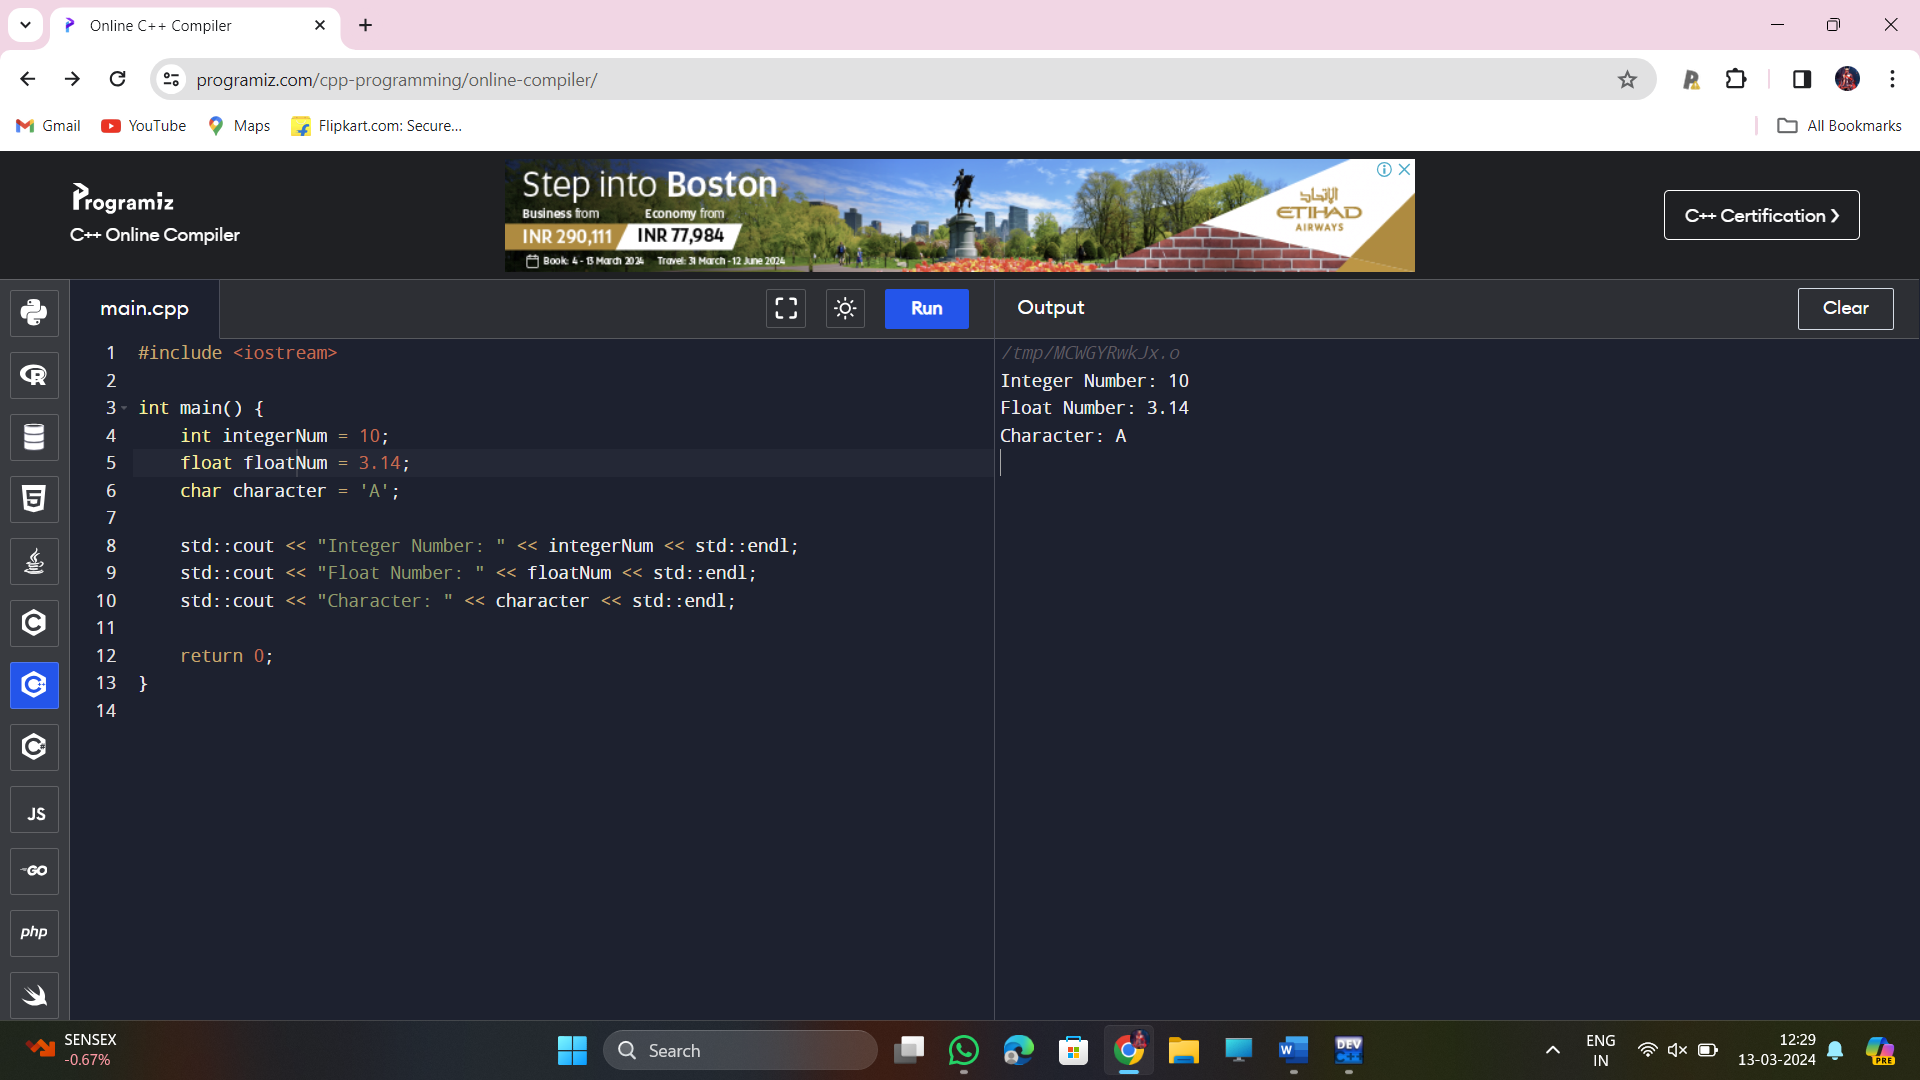 Online C++ Compiler
programiz.com/cpp-programming/online-compiler/
Gmail
YouTube
Maps
Flipkart.com: Secure...
All Bookmarks
Programiz
C++ Online Compiler
Step into Boston
Business from
Economy from
INR 290,111
INR 77,984
Book: 4 - 13 March 2024 Travel: 31 March - 12 June 2024
الإتحاد
ETIHAD
AIRWAYS
C++ Certification ❯
main.cpp
Run
Output
Clear
1 #include <iostream>
2
3 int main() {
4 int integerNum = 10;
5 float floatNum = 3.14;
6 char character = 'A';
7
8 std::cout << "Integer Number: " << integerNum << std::endl;
9 std::cout << "Float Number: " << floatNum << std::endl;
10 std::cout << "Character: " << character << std::endl;
11
12 return 0;
13 }
14
/tmp/MCWGYRwkJx.o
Integer Number: 10
Float Number: 3.14
Character: A
JS
GO
php
SENSEX
-0.67%
Search
W
DEV
C++
ENG
IN
12:29
13-03-2024
PRE